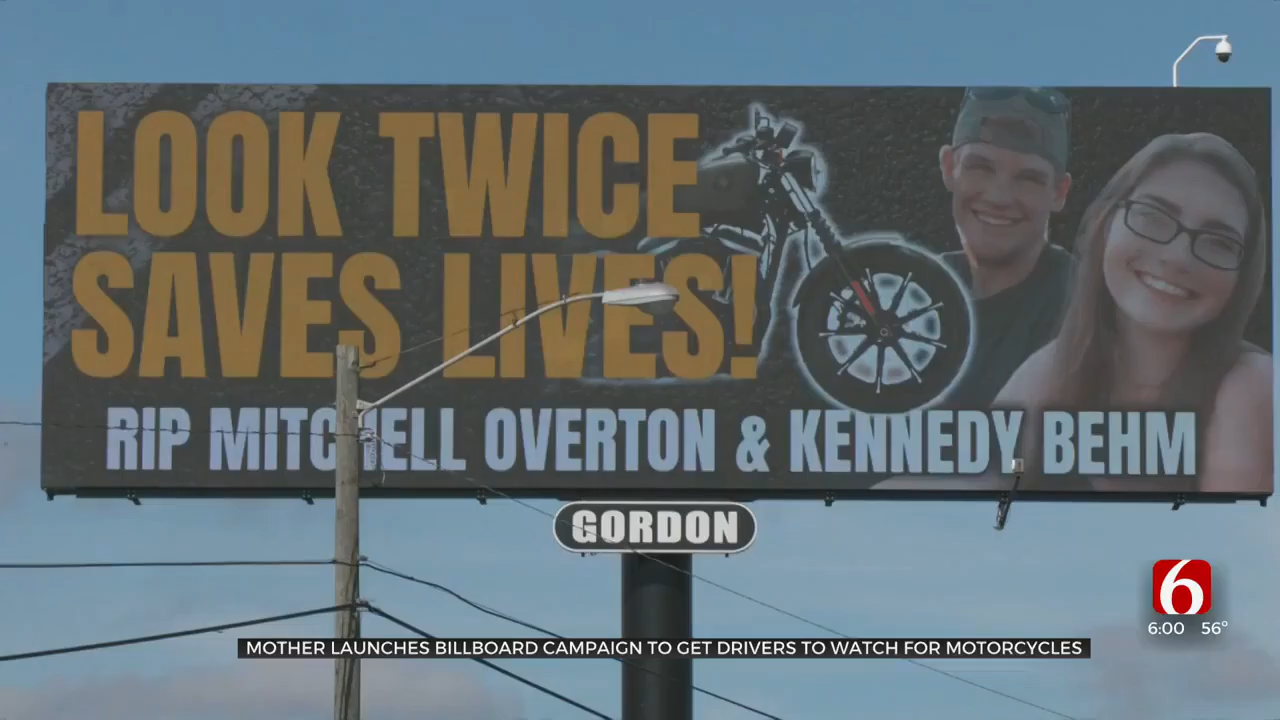 LOOK TWICE
SAVES LIVES!
RIP MITCHELL OVERTON & KENNEDY BEHM
GORDON
6
6:00 56°
MOTHER LAUNCHES BILLBOARD CAMPAIGN TO GET DRIVERS TO WATCH FOR MOTORCYCLES